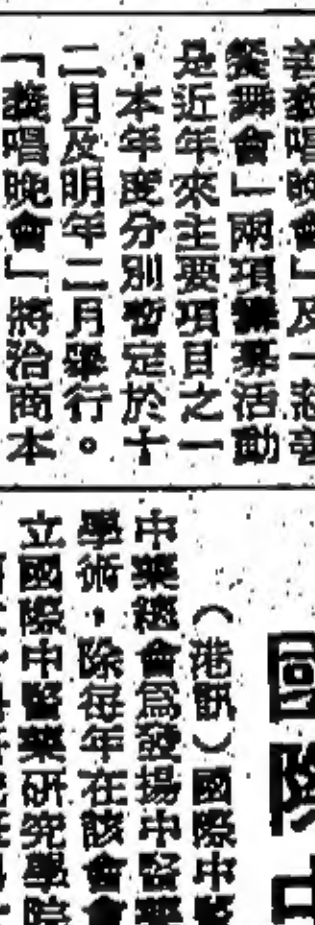 善義唱晚會」及「慈善
餐舞會」兩項籌募活動
是近年來主要項目之一
，本年度分別暫定於十
二月及明年二月舉行。
「義唱晚會」將洽商本
國際中
（港訊）國際中醫
中藥總會為發揚中醫藥
學術，除每年在該會會
立國際中醫藥研究學院